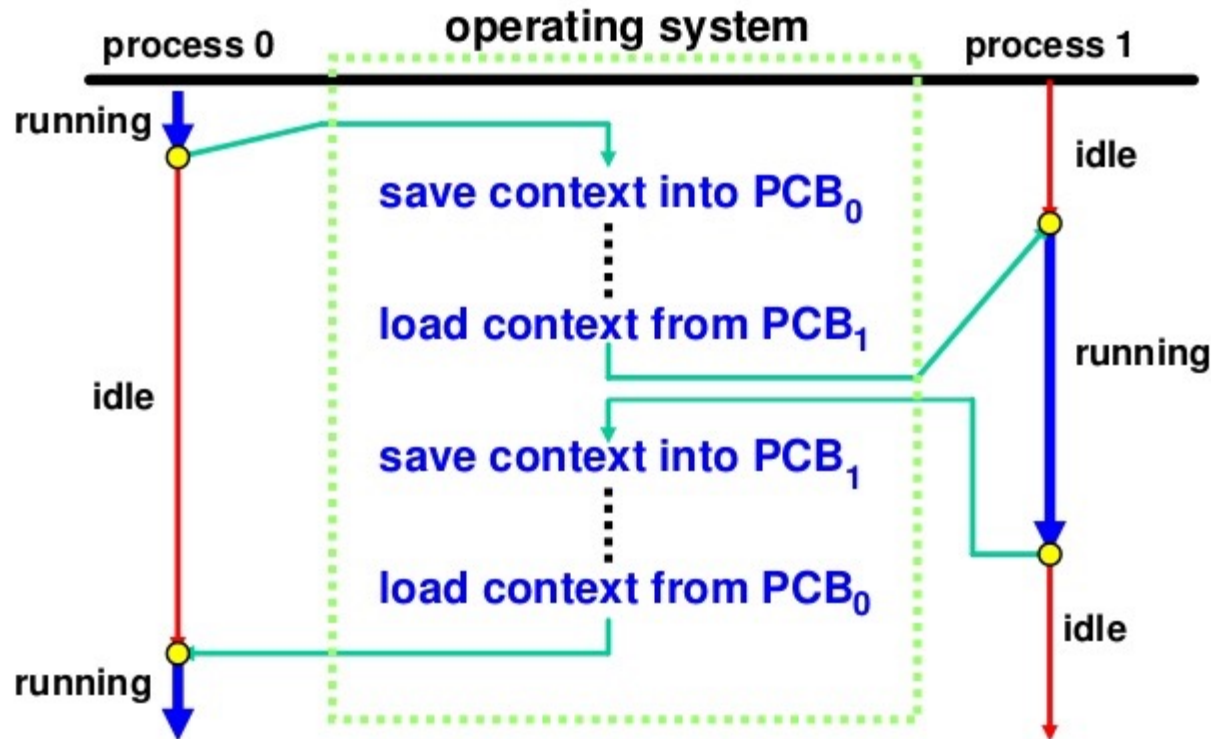 process 0
operating system
process 1
running
idle
save context into PCB0
load context from PCB1
running
idle
save context into PCB1
load context from PCB0
idle
running